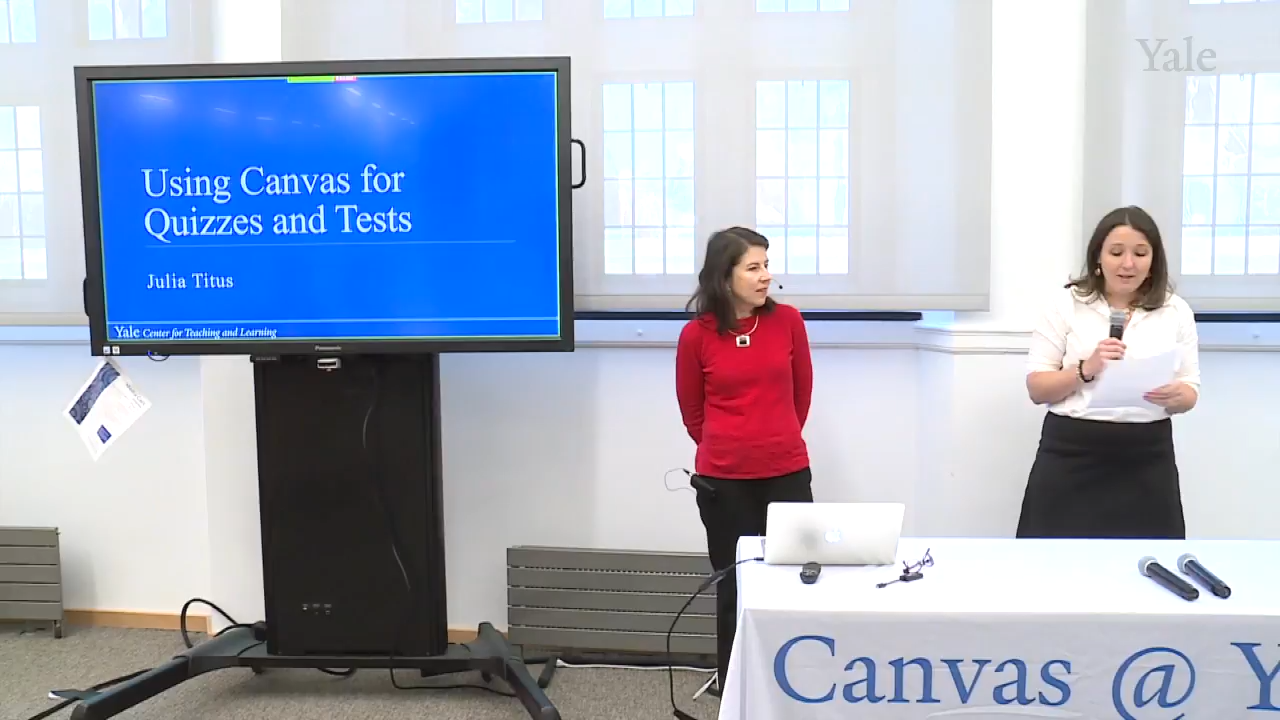 Yale
Using Canvas for
Quizzes and Tests
Julia Titus
Yale Center for Teaching and Learning
Panasonic
Canvas @ Y